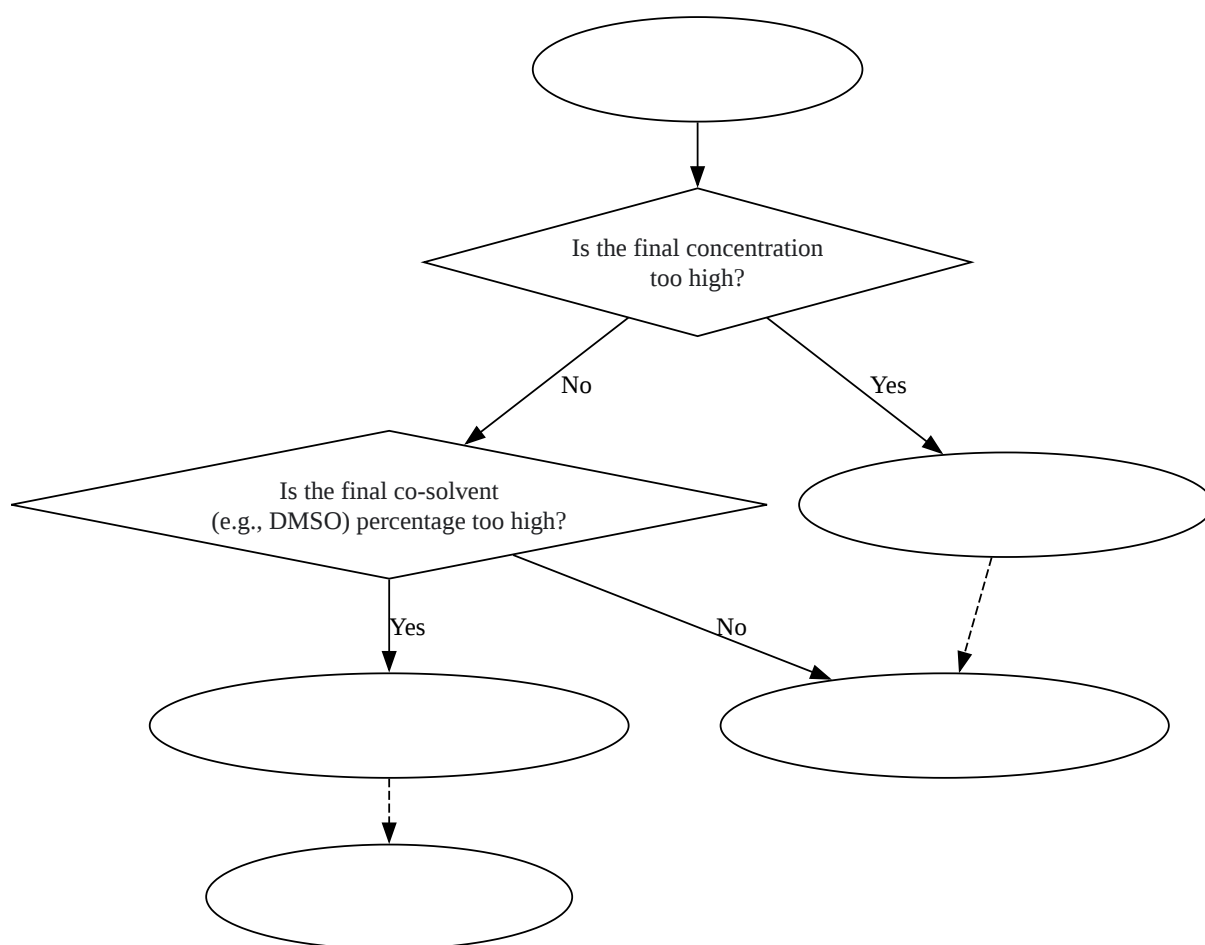 Is the final concentration
too high?
No
Yes
Is the final co-solvent
(e.g., DMSO) percentage too high?
Yes
No